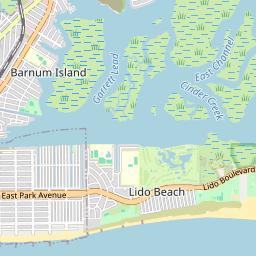 Barnum Island
Garrett Lead
East Channel
Cinder Creek
East Park Avenue
Lido Beach
Lido Boulevard